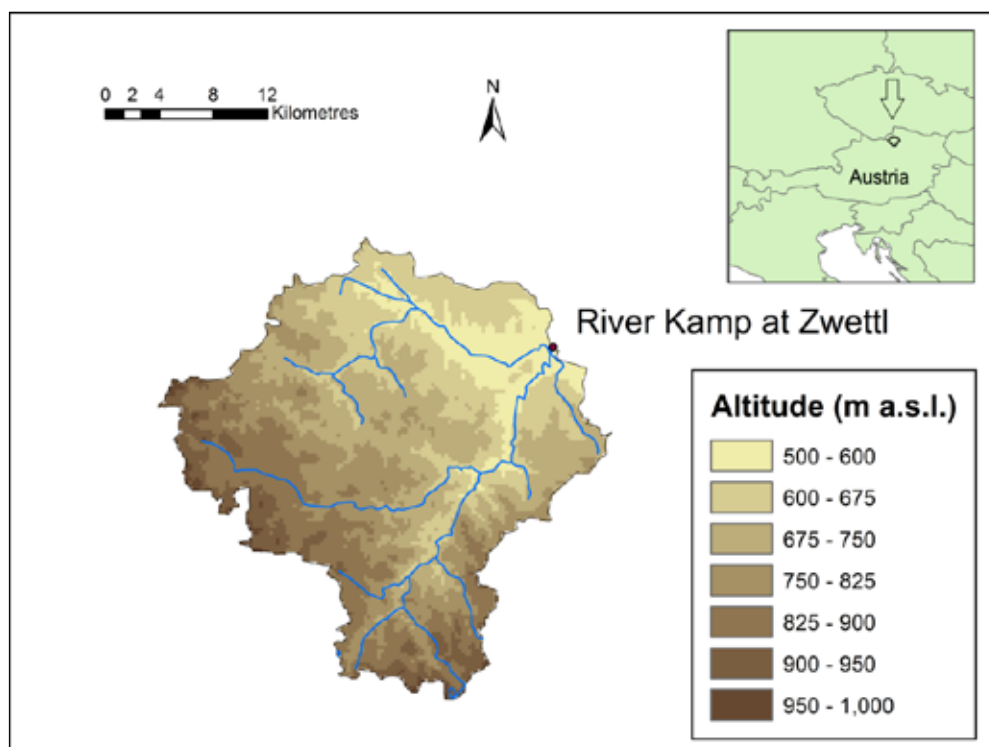 0 2 4 8 12
Kilometres
N
Austria
River Kamp at Zwettl
Altitude (m a.s.l.)
500 - 600
600 - 675
675 - 750
750 - 825
825 - 900
900 - 950
950 - 1,000